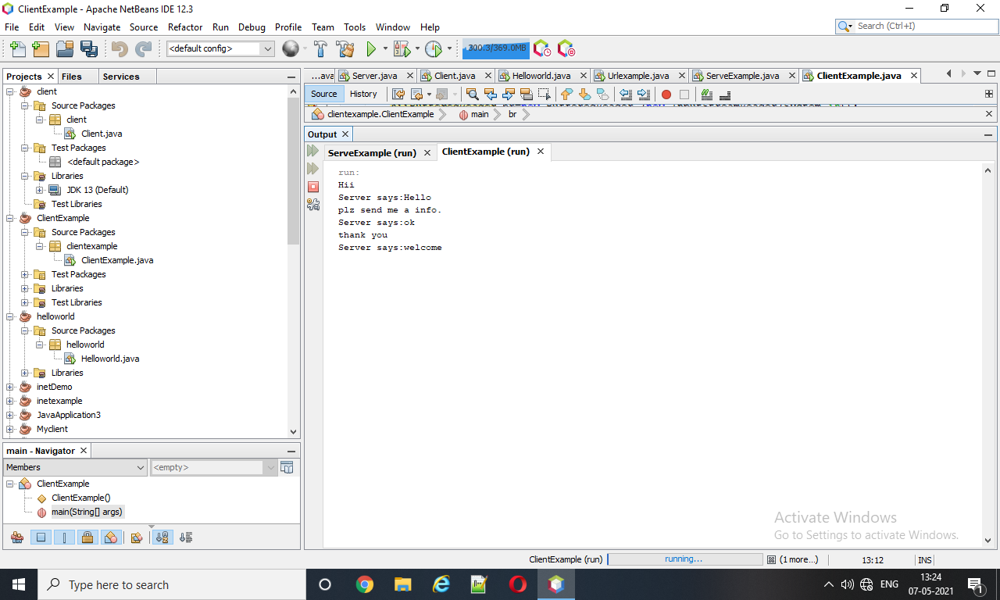 ClientExample - Apache NetBeans IDE 12.3
File Edit View Navigate Source Refactor Run Debug Profile Team Tools Window Help
Search (Ctrl+I)
<default config>
300.3/369.0MB
Projects Files Services
client
Source Packages
client
Client.java
Test Packages
<default package>
Libraries
JDK 13 (Default)
Test Libraries
ClientExample
Source Packages
clientexample
ClientExample.java
Test Packages
Libraries
Test Libraries
helloworld
Source Packages
helloworld
Helloworld.java
Libraries
inetDemo
inetexample
JavaApplication3
Myclient
main - Navigator
Members
<empty>
ClientExample
ClientExample()
main(String[] args)
...ava Server.java Client.java Helloworld.java Urlexample.java ServeExample.java ClientExample.java
Source History
clientexample.ClientExample main br
Output
ServeExample (run) ClientExample (run)
run:
Hii
Server says:Hello
plz send me a info.
Server says:ok
thank you
Server says:welcome
Activate Windows
Go to Settings to activate Windows.
ClientExample (run) running... (1 more...) 13:12 INS
Type here to search
ENG
13:24
07-05-2021
1